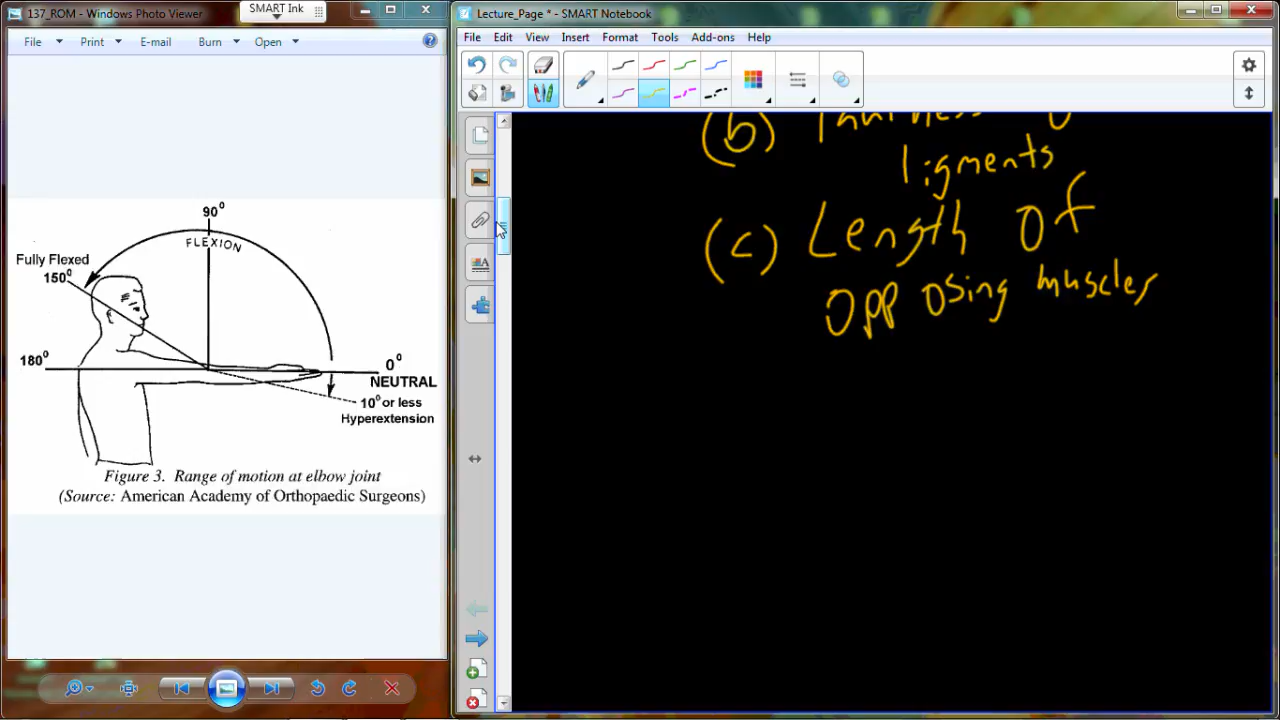 137_ROM - Windows Photo Viewer
SMART Ink
File Print E-mail Burn Open
90°
FLEXION
Fully Flexed
150°
180°
0°
NEUTRAL
10° or less
Hyperextension
Figure 3. Range of motion at elbow joint
(Source: American Academy of Orthopaedic Surgeons)
Lecture_Page * - SMART Notebook
File Edit View Insert Format Tools Add-ons Help
(b)
ligments
(c) Length of
opposing muscles